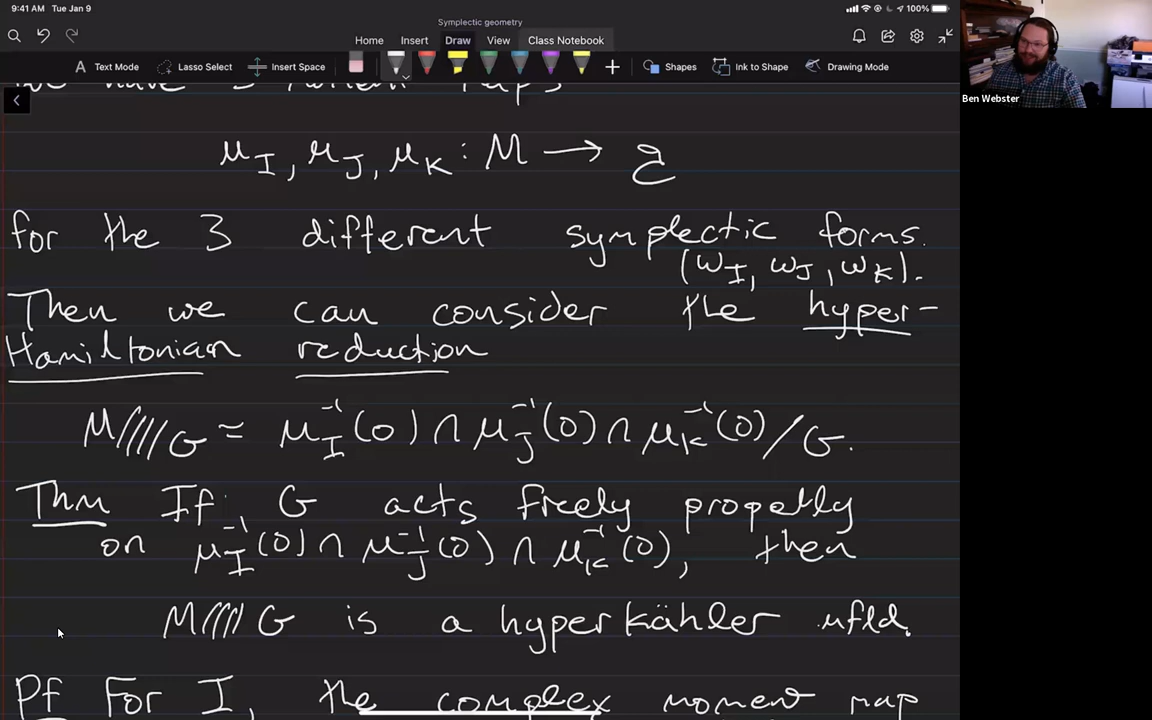 9:41 AM Tue Jan 9
100%
Symplectic geometry
Home Insert Draw View Class Notebook
Text Mode Lasso Select Insert Space Shapes Ink to Shape Drawing Mode
Ben Webster
μ_I, μ_J, μ_K : M → g
for the 3 different symplectic forms.
(ω_I, ω_J, ω_K).
Then we can consider the hyper-
Hamiltonian reduction
M////G = μ_I^{-1}(0) ∩ μ_J^{-1}(0) ∩ μ_K^{-1}(0)/G.
Thm If G acts freely properly
on μ_I^{-1}(0) ∩ μ_J^{-1}(0) ∩ μ_K^{-1}(0), then
M////G is a hyperkähler mfld.
Pf For I, the complex moment map